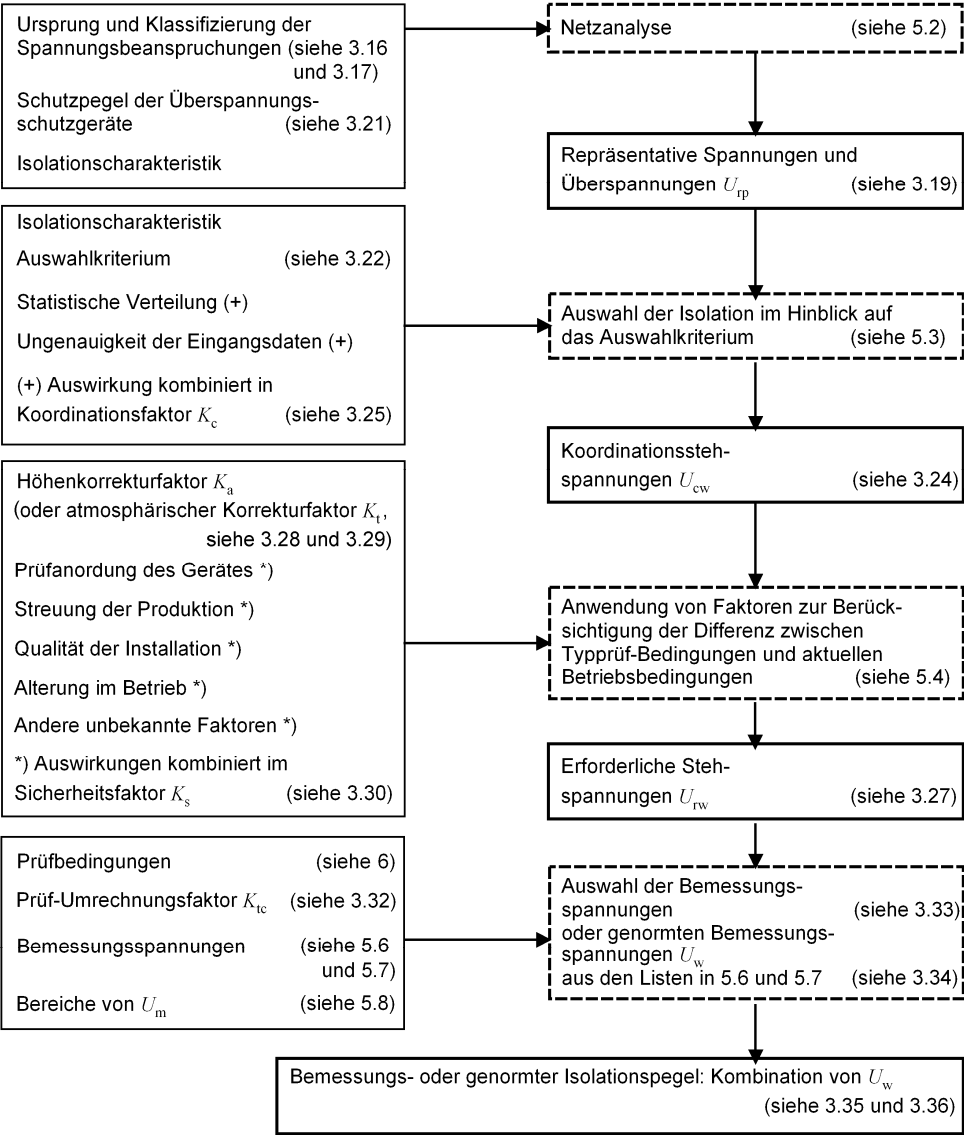 Ursprung und Klassifizierung der
Spannungsbeanspruchungen (siehe 3.16
und 3.17)
Schutzpegel der Überspannungs-
schutzgeräte (siehe 3.21)
Isolationscharakteristik
Netzanalyse (siehe 5.2)
Repräsentative Spannungen und
Überspannungen Urp (siehe 3.19)
Isolationscharakteristik
Auswahlkriterium (siehe 3.22)
Statistische Verteilung (+)
Ungenauigkeit der Eingangsdaten (+)
(+) Auswirkung kombiniert in
Koordinationsfaktor Kc (siehe 3.25)
Auswahl der Isolation im Hinblick auf
das Auswahlkriterium (siehe 5.3)
Koordinationssteh-
spannungen Ucw (siehe 3.24)
Höhenkorrekturfaktor Ka
(oder atmosphärischer Korrekturfaktor Kt,
siehe 3.28 und 3.29)
Prüfanordung des Gerätes *)
Streuung der Produktion *)
Qualität der Installation *)
Alterung im Betrieb *)
Andere unbekannte Faktoren *)
*) Auswirkungen kombiniert im
Sicherheitsfaktor Ks (siehe 3.30)
Anwendung von Faktoren zur Berück-
sichtigung der Differenz zwischen
Typprüf-Bedingungen und aktuellen
Betriebsbedingungen (siehe 5.4)
Erforderliche Steh-
spannungen Urw (siehe 3.27)
Prüfbedingungen (siehe 6)
Prüf-Umrechnungsfaktor Ktc (siehe 3.32)
Bemessungsspannungen (siehe 5.6
und 5.7)
Bereiche von Um (siehe 5.8)
Auswahl der Bemessungs-
spannungen (siehe 3.33)
oder genormten Bemessungs-
spannungen Uw
aus den Listen in 5.6 und 5.7 (siehe 3.34)
Bemessungs- oder genormter Isolationspegel: Kombination von Uw
(siehe 3.35 und 3.36)